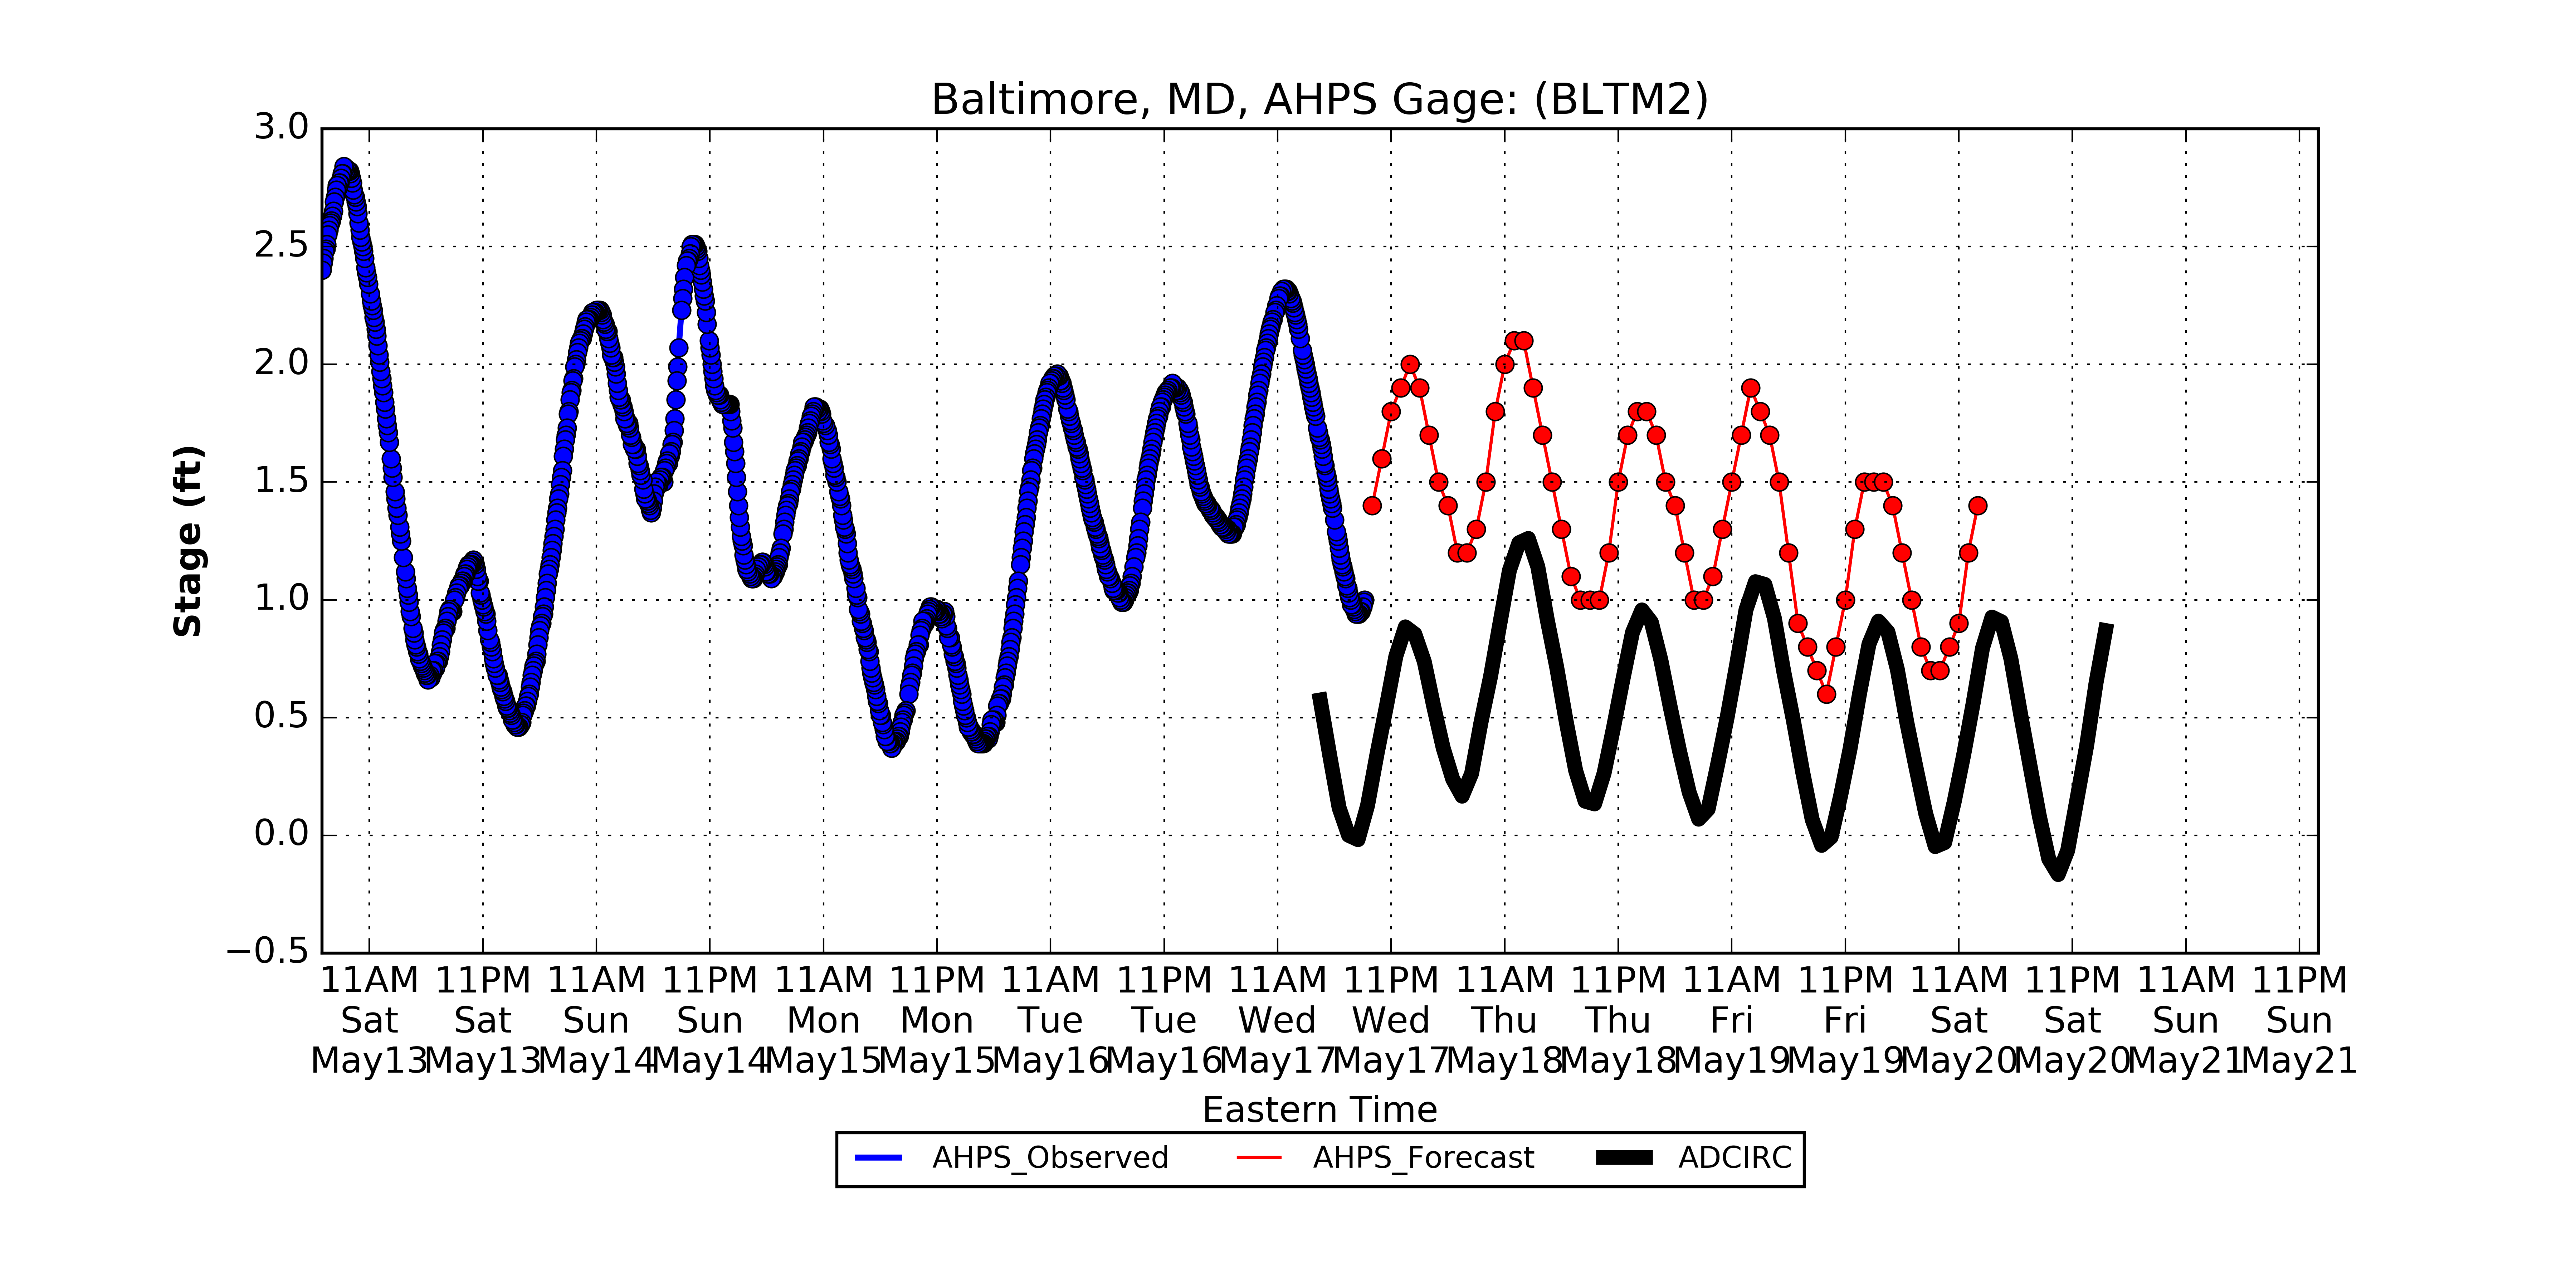 Baltimore, MD, AHPS Gage: (BLTM2)
3.0
2.5
2.0
1.5
1.0
0.5
0.0
−0.5
Stage (ft)
11AM 11PM 11AM 11PM 11AM 11PM 11AM 11PM 11AM 11PM 11AM 11PM 11AM 11PM 11AM 11PM 11AM 11PM
Sat Sat Sun Sun Mon Mon Tue Tue Wed Wed Thu Thu Fri Fri Sat Sat Sun Sun
May13 May13 May14 May14 May15 May15 May16 May16 May17 May17 May18 May18 May19 May19 May20 May20 May21 May21
Eastern Time
AHPS_Observed AHPS_Forecast ADCIRC